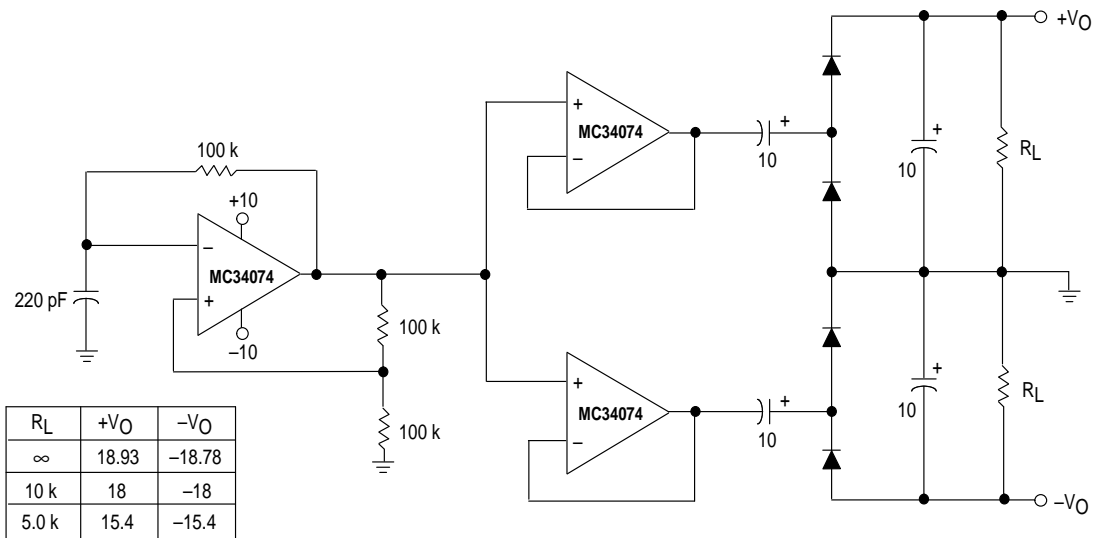 +VO
+
MC34074
−
+
10
+
10
RL
100 k
+10
−
MC34074
+
−10
220 pF
100 k
100 k
+
MC34074
−
+
10
+
10
RL
−VO
RL +VO −VO
∞ 18.93 −18.78
10 k 18 −18
5.0 k 15.4 −15.4